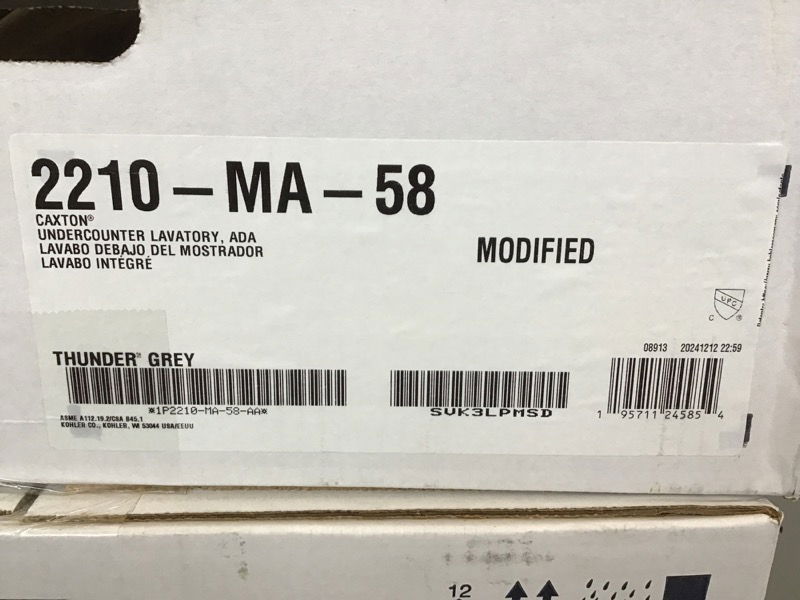 2210-MA-58
CAXTON®
UNDERCOUNTER LAVATORY, ADA
LAVABO DEBAJO DEL MOSTRADOR
LAVABO INTÉGRÉ
MODIFIED
UPC
C ®
THUNDER® GREY
08913 20241212 22:59
*1P2210-MA-58-AA*
SVK3LPMSD
1 95711 24585 4
ASME A112.19.2/CSA B45.1
KOHLER CO., KOHLER, WI 53044 USA/EEUU
12